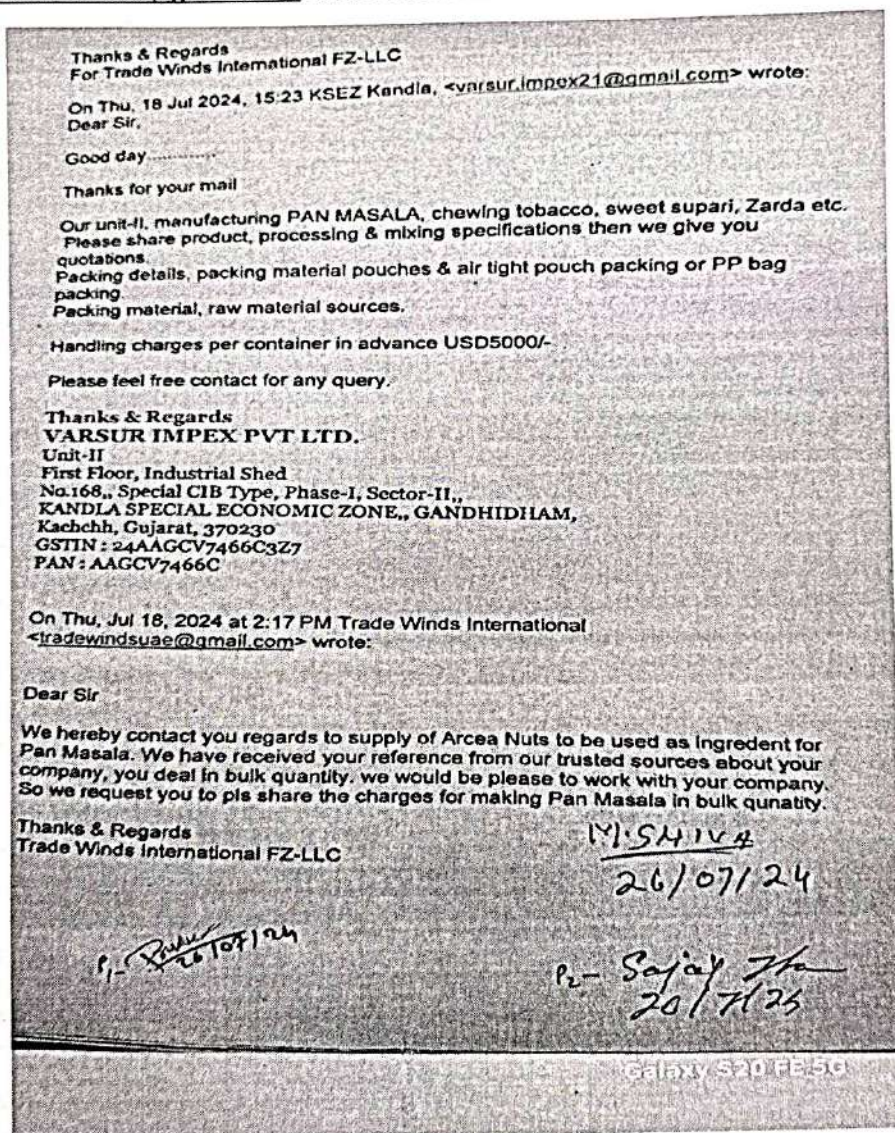 Thanks & Regards
For Trade Winds International FZ-LLC
On Thu, 18 Jul 2024, 15:23 KSEZ Kandla, <varsur.impex21@gmail.com> wrote:
Dear Sir,
Good day............
Thanks for your mail
Our unit-II, manufacturing PAN MASALA, chewing tobacco, sweet supari, Zarda etc.
Please share product, processing & mixing specifications then we give you
quotations.
Packing details, packing material pouches & air tight pouch packing or PP bag
packing.
Packing material, raw material sources.
Handling charges per container in advance USD5000/-
Please feel free contact for any query.
Thanks & Regards
VARSUR IMPEX PVT LTD.
Unit-II
First Floor, Industrial Shed
No.168,, Special CIB Type, Phase-I, Sector-II,,
KANDLA SPECIAL ECONOMIC ZONE,, GANDHIDHAM,
Kachchh, Gujarat, 370230
GSTIN : 24AAGCV7466C3Z7
PAN : AAGCV7466C
On Thu, Jul 18, 2024 at 2:17 PM Trade Winds International
<tradewindsuae@gmail.com> wrote:
Dear Sir
We hereby contact you regards to supply of Arcea Nuts to be used as ingredent for
Pan Masala. We have received your reference from our trusted sources about your
company, you deal in bulk quantity. we would be please to work with your company.
So we request you to pls share the charges for making Pan Masala in bulk qunatity.
Thanks & Regards
Trade Winds International FZ-LLC
M.SHIVA
26/07/24
P1-
26/07/24
P2- Sajay Jha
Galaxy S20 FE 5G